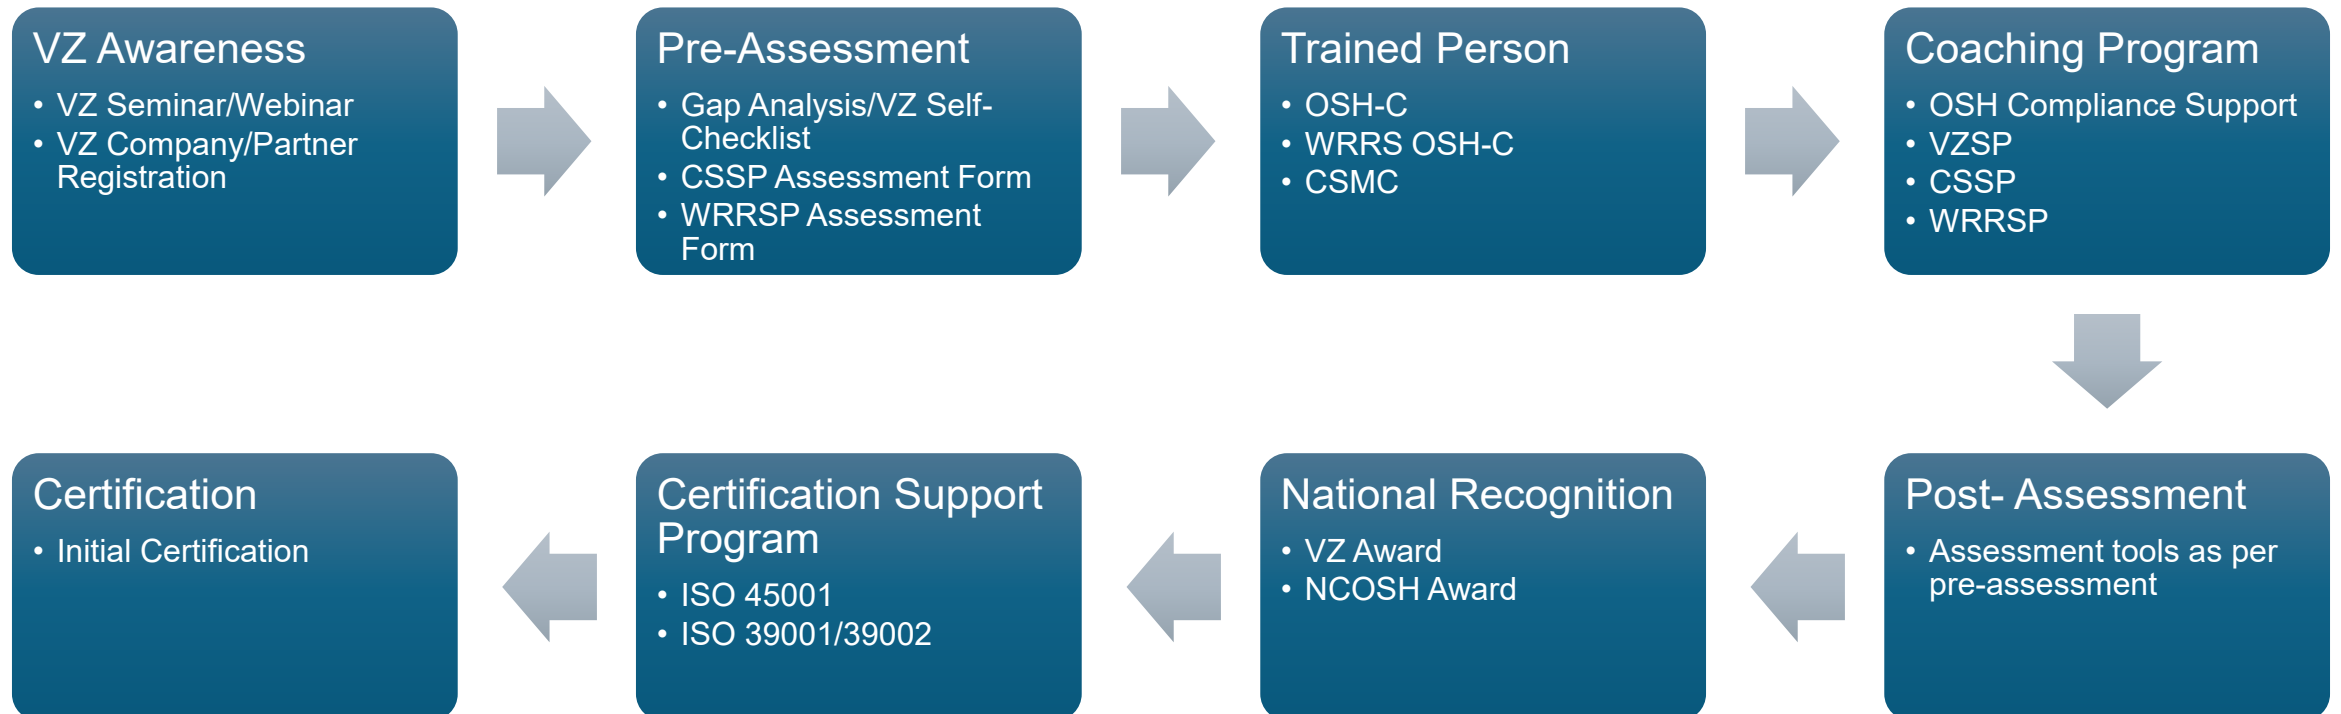 VZ Awareness
• VZ Seminar/Webinar
• VZ Company/Partner
Registration
Pre-Assessment
• Gap Analysis/VZ Self-
Checklist
• CSSP Assessment Form
• WRRSP Assessment
Form
Trained Person
• OSH-C
• WRRS OSH-C
• CSMC
Coaching Program
• OSH Compliance Support
• VZSP
• CSSP
• WRRSP
Post- Assessment
• Assessment tools as per
pre-assessment
National Recognition
• VZ Award
• NCOSH Award
Certification Support
Program
• ISO 45001
• ISO 39001/39002
Certification
• Initial Certification